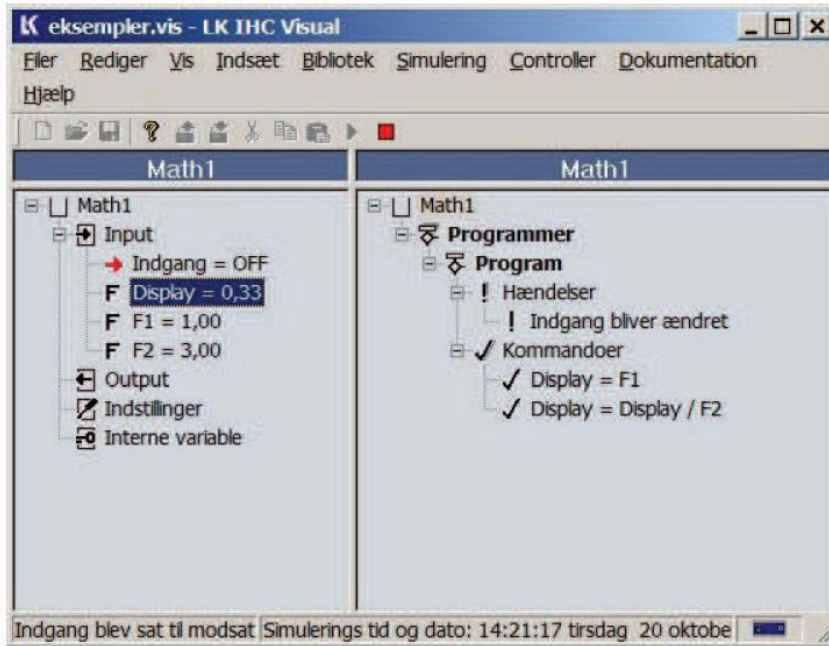 LK eksempler.vis - LK IHC Visual
Filer Rediger Vis Indsæt Bibliotek Simulering Controller Dokumentation
Hjælp
Math1
Math1
Input
Indgang = OFF
F Display = 0,33
F F1 = 1,00
F F2 = 3,00
Output
Indstillinger
Interne variable
Math1
Math1
Programmer
Program
! Hændelser
! Indgang bliver ændret
Kommandoer
Display = F1
Display = Display / F2
Indgang blev sat til modsat
Simulerings tid og dato: 14:21:17 tirsdag 20 oktobe